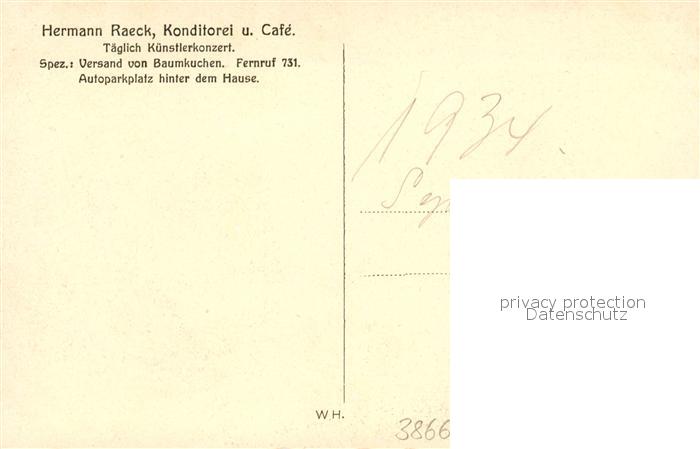 Hermann Raeck, Konditorei u. Café.
Täglich Künstlerkonzert.
Spez.: Versand von Baumkuchen. Fernruf 731.
Autoparkplatz hinter dem Hause.
1934.
privacy protection
Datenschutz
W.H.
3866